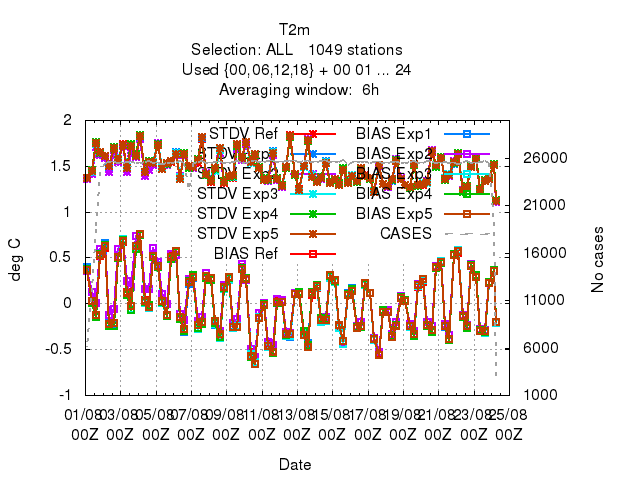 T2m
Selection: ALL   1049 stations
Used {00,06,12,18} + 00 01 ... 24
Averaging window:  6h
deg C
No cases
2
1.5
1
0.5
0
-0.5
-1
26000
21000
16000
11000
6000
1000
STDV Ref
STDV Exp1
STDV Exp2
STDV Exp3
STDV Exp4
STDV Exp5
BIAS Ref
BIAS Exp1
BIAS Exp2
BIAS Exp3
BIAS Exp4
BIAS Exp5
CASES
01/08 03/08 05/08 07/08 09/08 11/08 13/08 15/08 17/08 19/08 21/08 23/08 25/08
00Z 00Z 00Z 00Z 00Z 00Z 00Z 00Z 00Z 00Z 00Z 00Z 00Z
Date